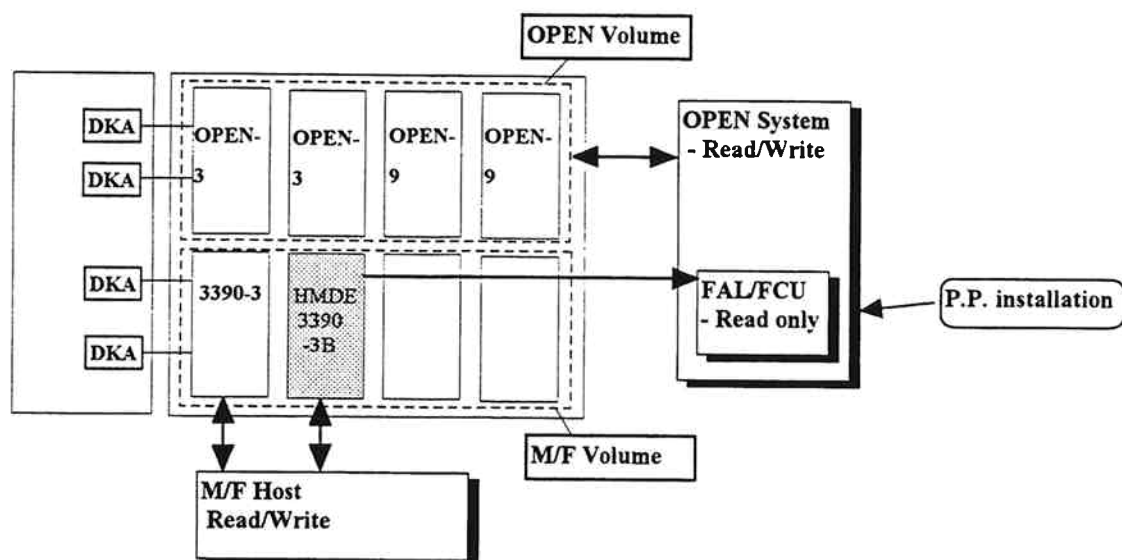 OPEN Volume
DKA
DKA
DKA
DKA
OPEN-
3
OPEN-
3
OPEN-
9
OPEN-
9
3390-3
HMDE
3390
-3B
OPEN System
- Read/Write
FAL/FCU
- Read only
P.P. installation
M/F Volume
M/F Host
Read/Write